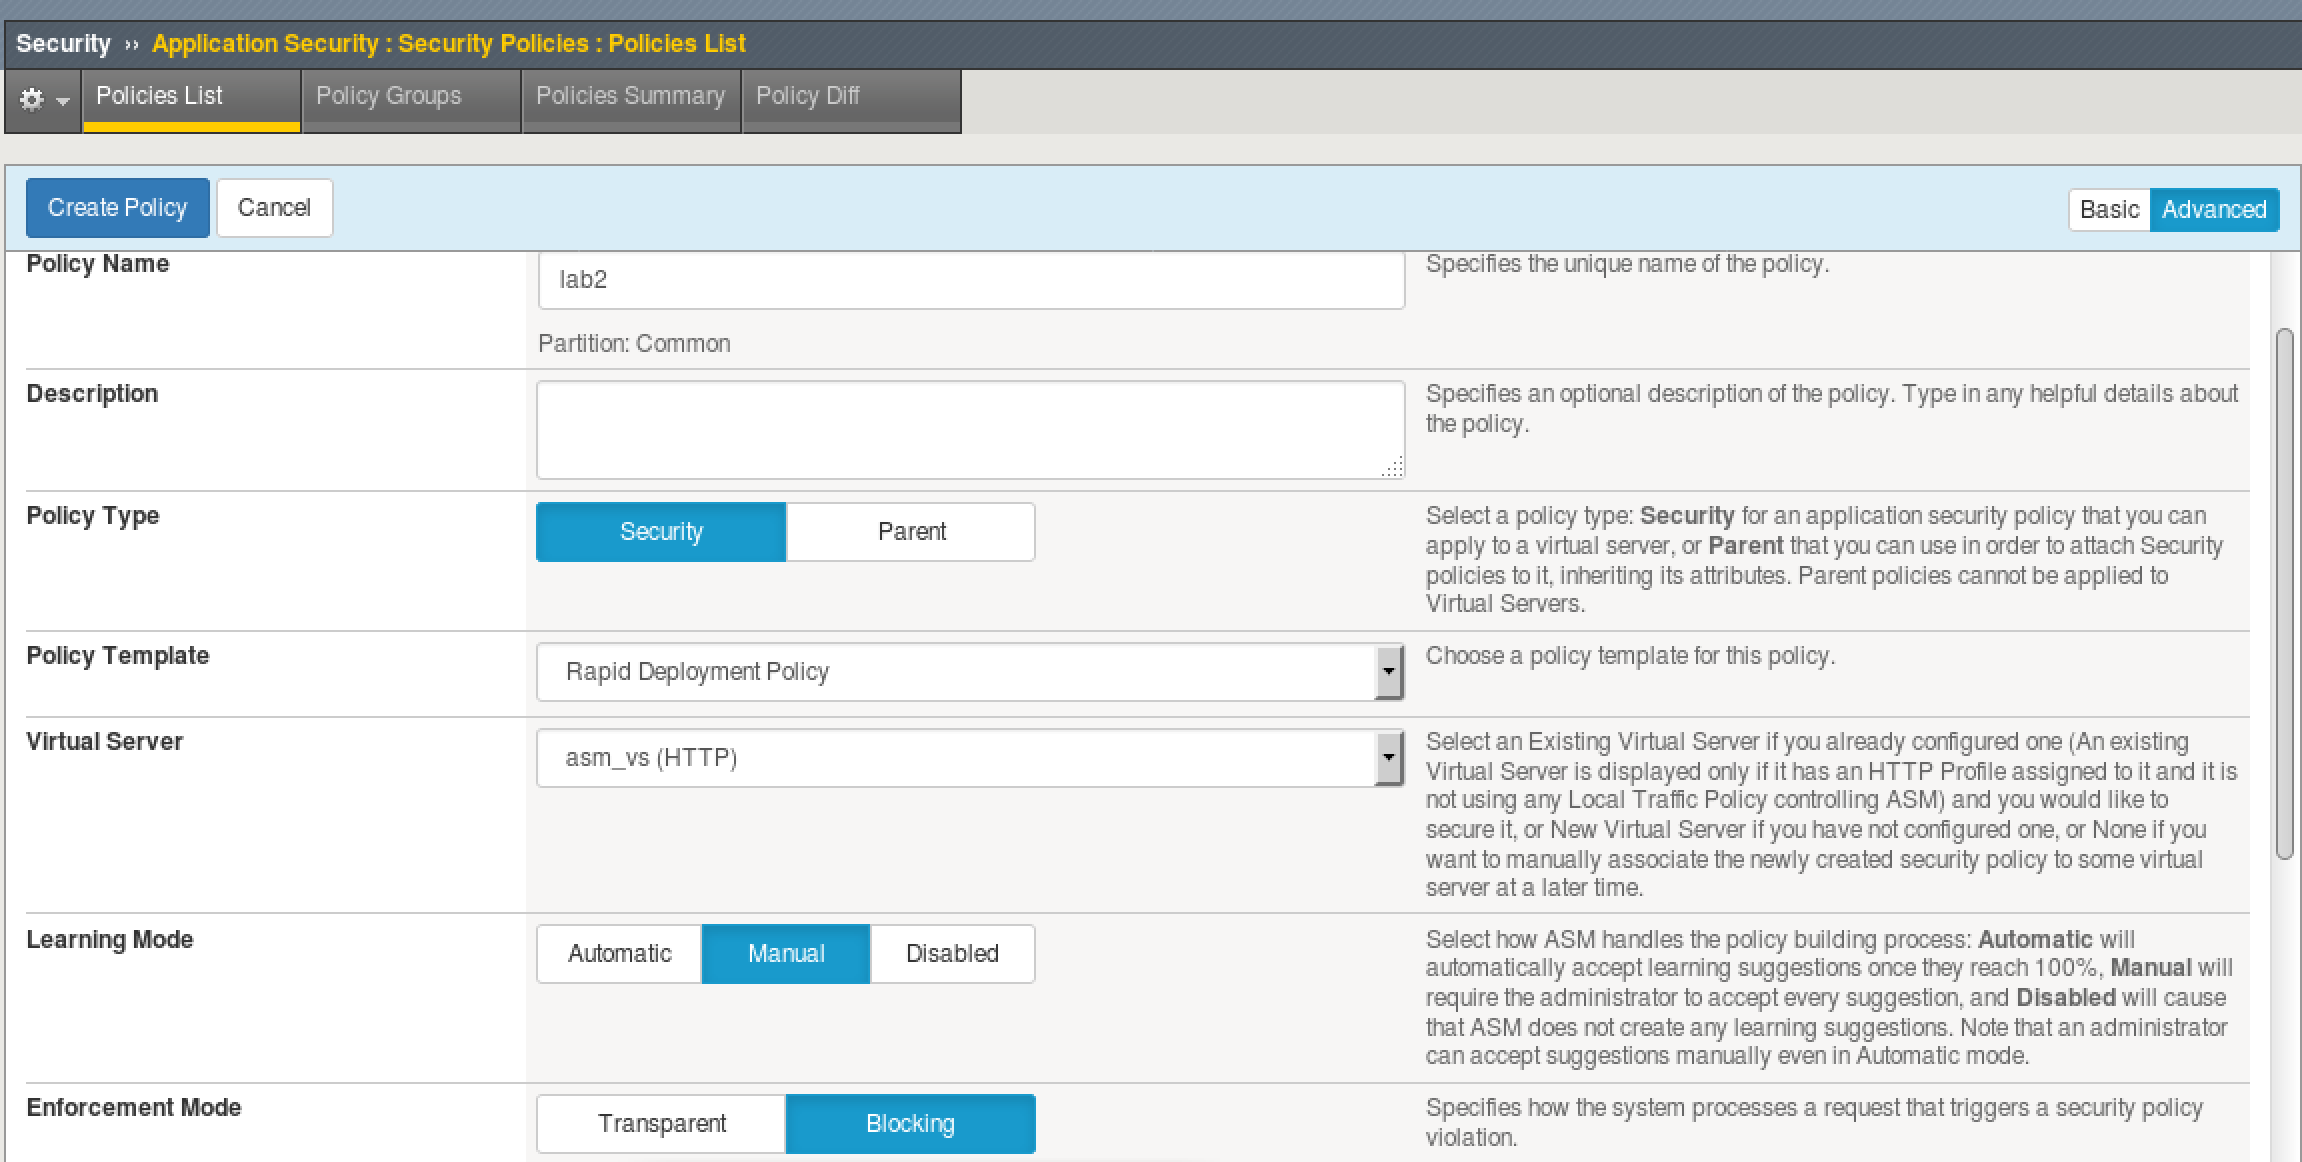 Security ›› Application Security : Security Policies : Policies List
Policies List
Policy Groups
Policies Summary
Policy Diff
Create Policy
Cancel
Basic
Advanced
Policy Name
lab2
Specifies the unique name of the policy.
Partition: Common
Description
Specifies an optional description of the policy. Type in any helpful details about
the policy.
Policy Type
Security
Parent
Select a policy type: Security for an application security policy that you can
apply to a virtual server, or Parent that you can use in order to attach Security
policies to it, inheriting its attributes. Parent policies cannot be applied to
Virtual Servers.
Policy Template
Rapid Deployment Policy
Choose a policy template for this policy.
Virtual Server
asm_vs (HTTP)
Select an Existing Virtual Server if you already configured one (An existing
Virtual Server is displayed only if it has an HTTP Profile assigned to it and it is
not using any Local Traffic Policy controlling ASM) and you would like to
secure it, or New Virtual Server if you have not configured one, or None if you
want to manually associate the newly created security policy to some virtual
server at a later time.
Learning Mode
Automatic
Manual
Disabled
Select how ASM handles the policy building process: Automatic will
automatically accept learning suggestions once they reach 100%, Manual will
require the administrator to accept every suggestion, and Disabled will cause
that ASM does not create any learning suggestions. Note that an administrator
can accept suggestions manually even in Automatic mode.
Enforcement Mode
Transparent
Blocking
Specifies how the system processes a request that triggers a security policy
violation.